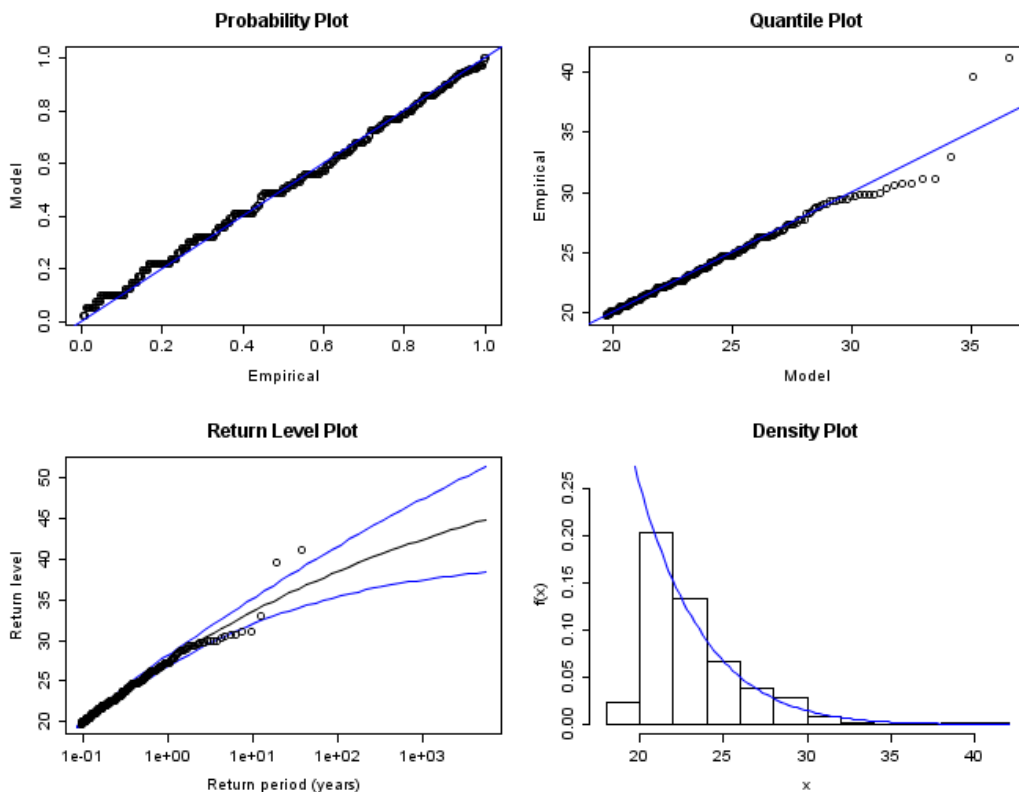 Probability Plot
Model
0.0 0.2 0.4 0.6 0.8 1.0
0.0 0.2 0.4 0.6 0.8 1.0
Empirical
Quantile Plot
Empirical
20 25 30 35 40
20 25 30 35
Model
Return Level Plot
Return level
20 25 30 35 40 45 50
1e-01 1e+00 1e+01 1e+02 1e+03
Return period (years)
Density Plot
f(x)
0.00 0.05 0.10 0.15 0.20 0.25
20 25 30 35 40
x